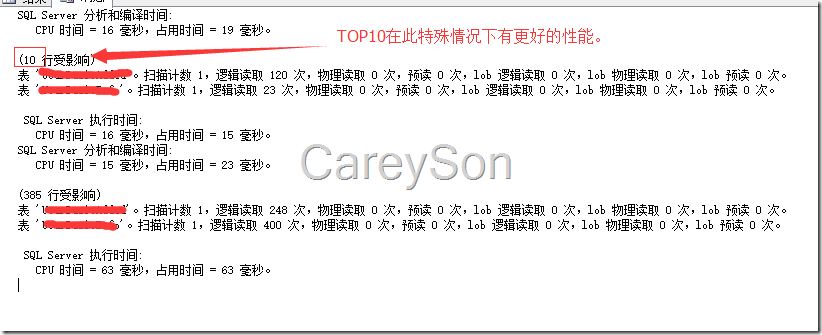 SQL Server 分析和编译时间:
CPU 时间 = 16 毫秒，占用时间 = 19 毫秒。
TOP10在此特殊情况下有更好的性能。
(10 行受影响)
表 '。扫描计数 1，逻辑读取 120 次，物理读取 0 次，预读 0 次，lob 逻辑读取 0 次，lob 物理读取 0 次，lob 预读 0 次。
表 '。扫描计数 1，逻辑读取 23 次，物理读取 0 次，预读 0 次，lob 逻辑读取 0 次，lob 物理读取 0 次，lob 预读 0 次。
SQL Server 执行时间:
CPU 时间 = 16 毫秒，占用时间 = 15 毫秒。
SQL Server 分析和编译时间:
CPU 时间 = 15 毫秒，占用时间 = 23 毫秒。
CareySon
(385 行受影响)
表 '。扫描计数 1，逻辑读取 248 次，物理读取 0 次，预读 0 次，lob 逻辑读取 0 次，lob 物理读取 0 次，lob 预读 0 次。
表 '。扫描计数 1，逻辑读取 400 次，物理读取 0 次，预读 0 次，lob 逻辑读取 0 次，lob 物理读取 0 次，lob 预读 0 次。
SQL Server 执行时间:
CPU 时间 = 63 毫秒，占用时间 = 63 毫秒。